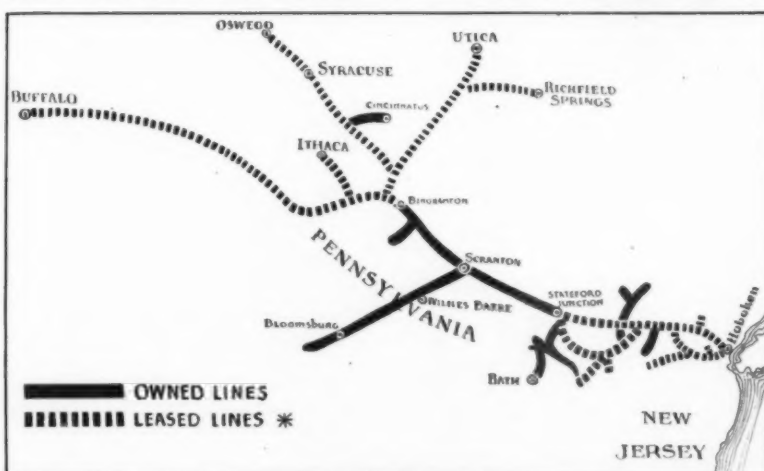 OSWEGO
UTICA
SYRACUSE
BUFFALO
CINCINNATUS
RICHFIELD
SPRINGS
ITHACA
BINGHAMTON
PENNSYLVANIA
SCRANTON
STATEFORD
JUNCTION
WILKES BARRE
BLOOMSBURG
HOBOKEN
BATH
OWNED LINES
LEASED LINES *
NEW
JERSEY